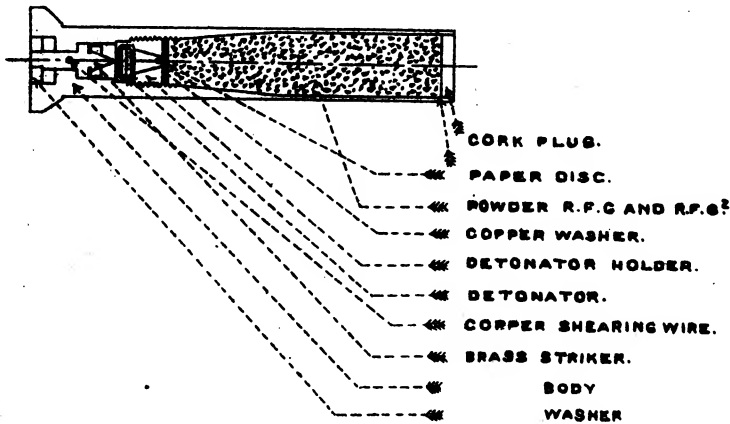 CORK PLUG.
PAPER DISC.
POWDER R.F.G AND R.F.G².
COPPER WASHER.
DETONATOR HOLDER.
DETONATOR.
COPPER SHEARING WIRE.
BRASS STRIKER.
BODY
WASHER